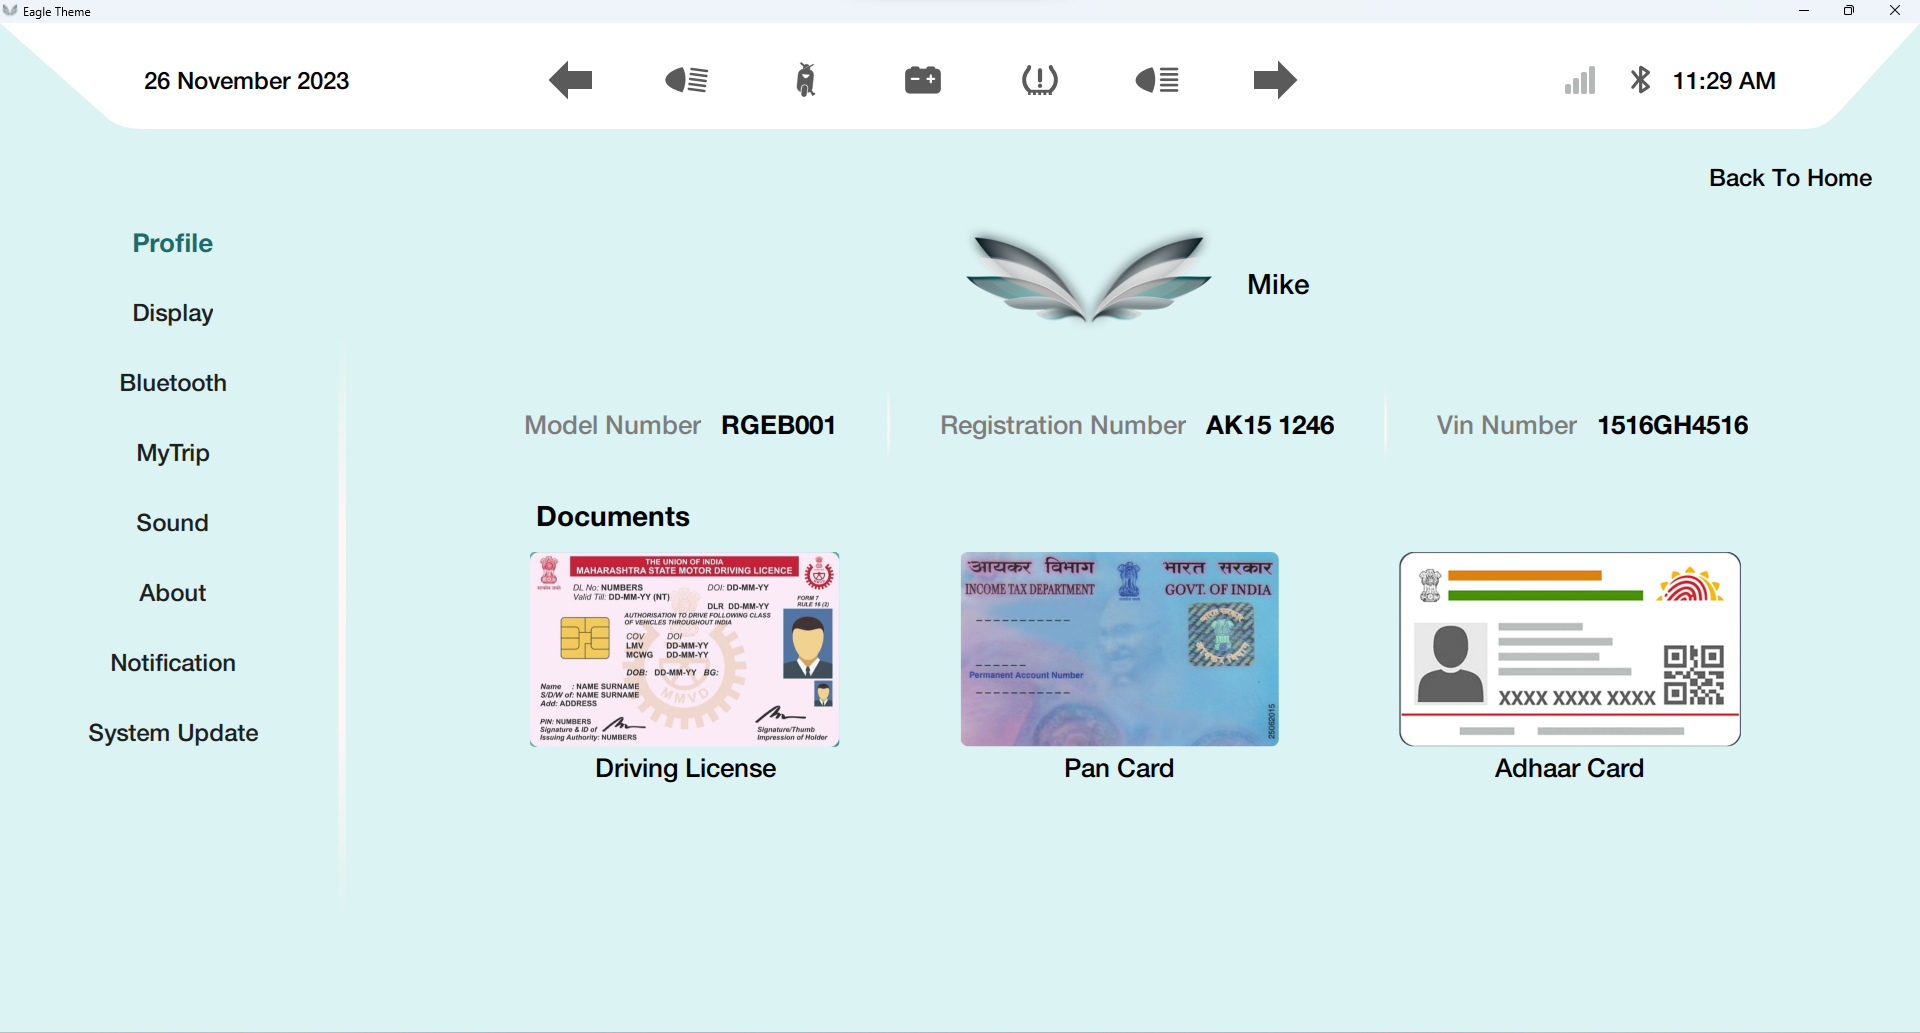 Eagle Theme
26 November 2023
11:29 AM
Back To Home
Profile
Display
Bluetooth
MyTrip
Sound
About
Notification
System Update
Mike
Model Number RGEB001
Registration Number AK15 1246
Vin Number 1516GH4516
Documents
THE UNION OF INDIA
MAHARASHTRA STATE MOTOR DRIVING LICENCE
DL No: NUMBERS DOI: DD-MM-YY
Valid Till: DD-MM-YY (NT)
FORM 7
RULE 16 (2)
DLR DD-MM-YY
AUTHORISATION TO DRIVE FOLLOWING CLASS
OF VEHICLES THROUGHOUT INDIA
COV DOI
LMV DD-MM-YY
MCWG DD-MM-YY
DOB: DD-MM-YY BG:
MMVD
Name : NAME SURNAME
S/D/W of: NAME SURNAME
Add: ADDRESS
PIN: NUMBERS
Signature & ID of
Issuing Authority: NUMBERS
Signature/Thumb
Impression of Holder
Driving License
आयकर विभाग
INCOME TAX DEPARTMENT
भारत सरकार
GOVT. OF INDIA
Permanent Account Number
25062015
Pan Card
XXXX XXXX XXXX
Adhaar Card